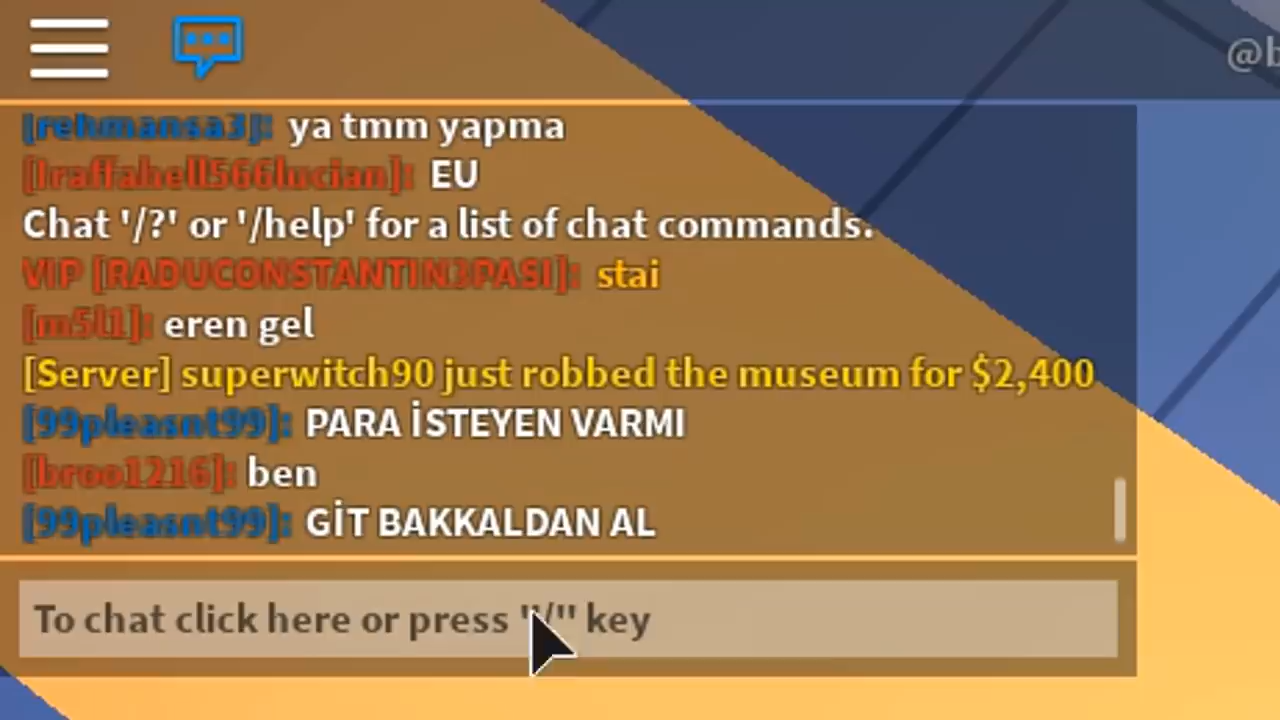 @b
[rehmansa3]: ya tmm yapma
[Iraffahell566lucian]: EU
Chat '/?' or '/help' for a list of chat commands.
VIP [RADUCONSTANTIN3PASI]: stai
[m5l1]: eren gel
[Server] superwitch90 just robbed the museum for $2,400
[99pleasnt99]: PARA İSTEYEN VARMI
[broo1216]: ben
[99pleasnt99]: GİT BAKKALDAN AL
To chat click here or press "/" key